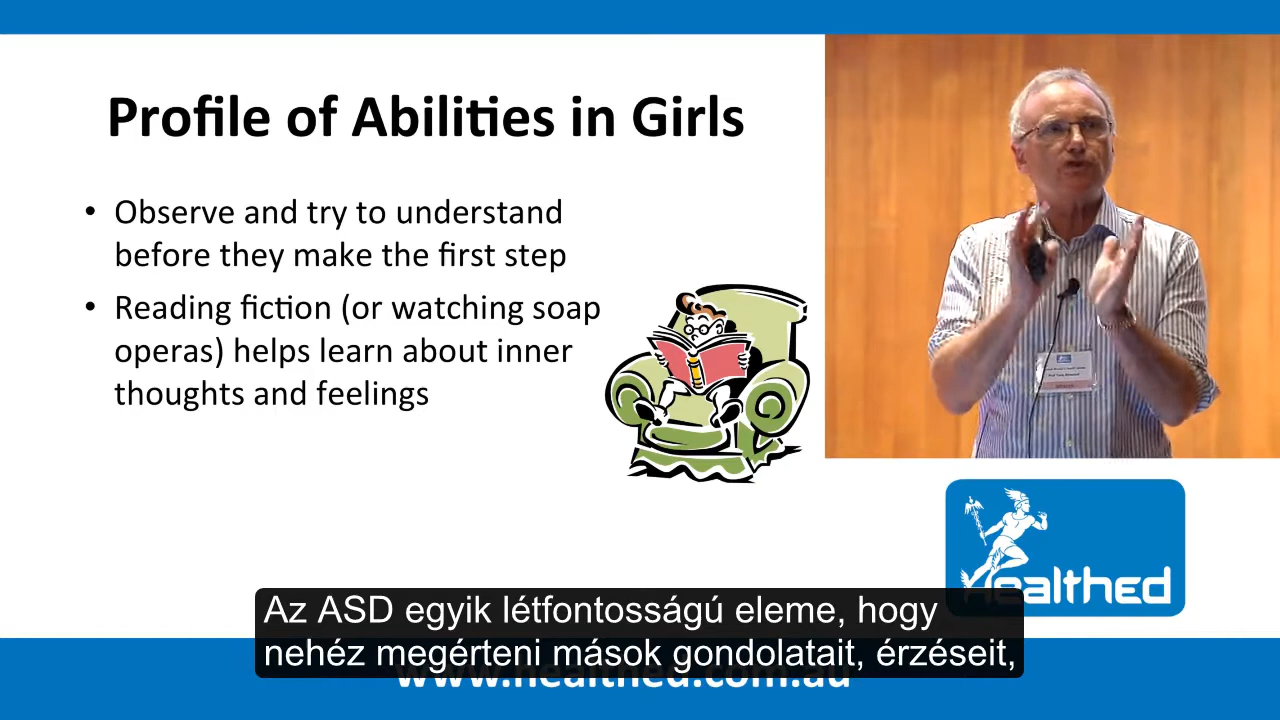 Profile of Abilities in Girls
• Observe and try to understand
before they make the first step
• Reading fiction (or watching soap
operas) helps learn about inner
thoughts and feelings
Healthed
Az ASD egyik létfontosságú eleme, hogy
nehéz megérteni mások gondolatait, érzéseit,
www.healthed.com.au